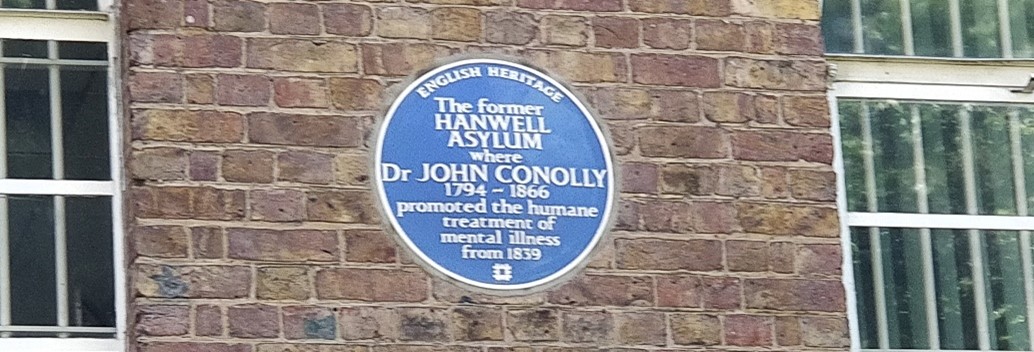 ENGLISH HERITAGE
The former
HANWELL
ASYLUM
where
Dr JOHN CONOLLY
1794 - 1866
promoted the humane
treatment of
mental illness
from 1839